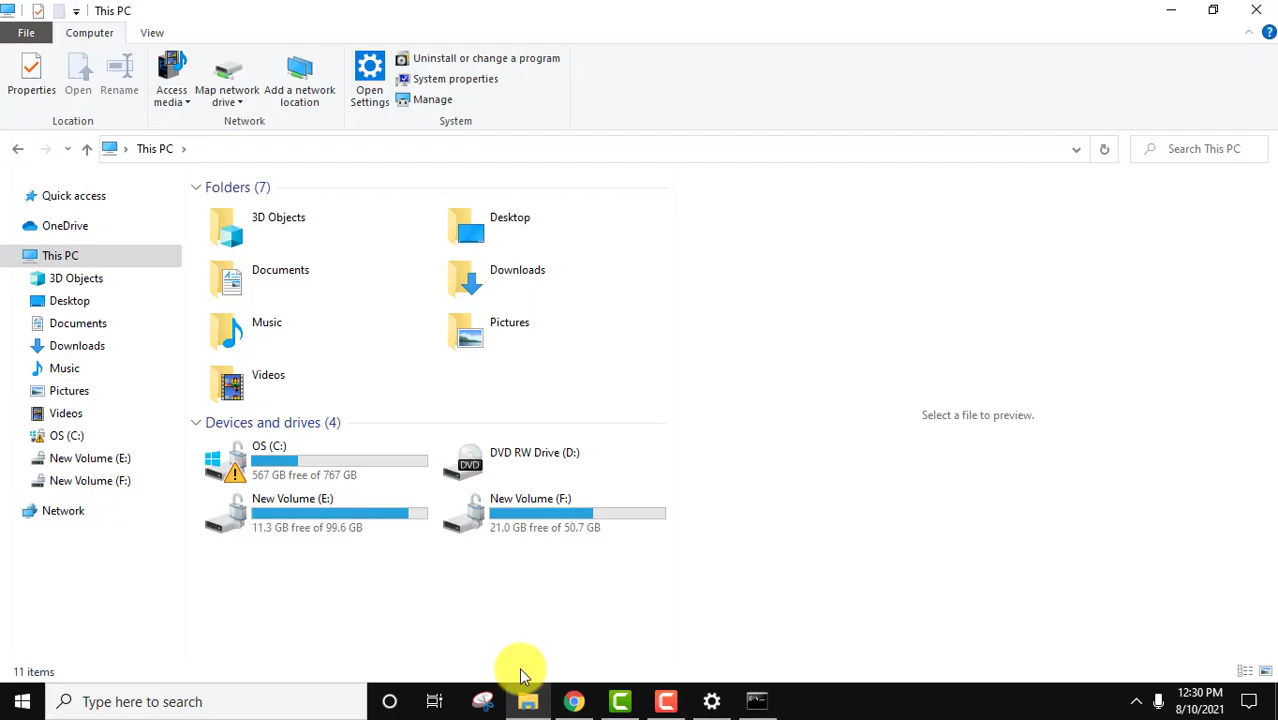 This PC
File
Computer
View
Properties
Open
Rename
Access media
Map network drive
Add a network location
Open Settings
Uninstall or change a program
System properties
Manage
Location
Network
System
This PC
Search This PC
Quick access
OneDrive
This PC
3D Objects
Desktop
Documents
Downloads
Music
Pictures
Videos
OS (C:)
New Volume (E:)
New Volume (F:)
Network
Folders (7)
3D Objects
Desktop
Documents
Downloads
Music
Pictures
Videos
Devices and drives (4)
OS (C:)
567 GB free of 767 GB
DVD RW Drive (D:)
DVD
New Volume (E:)
11.3 GB free of 99.6 GB
New Volume (F:)
21.0 GB free of 50.7 GB
Select a file to preview.
11 items
Type here to search
12:30 PM
8/10/2021